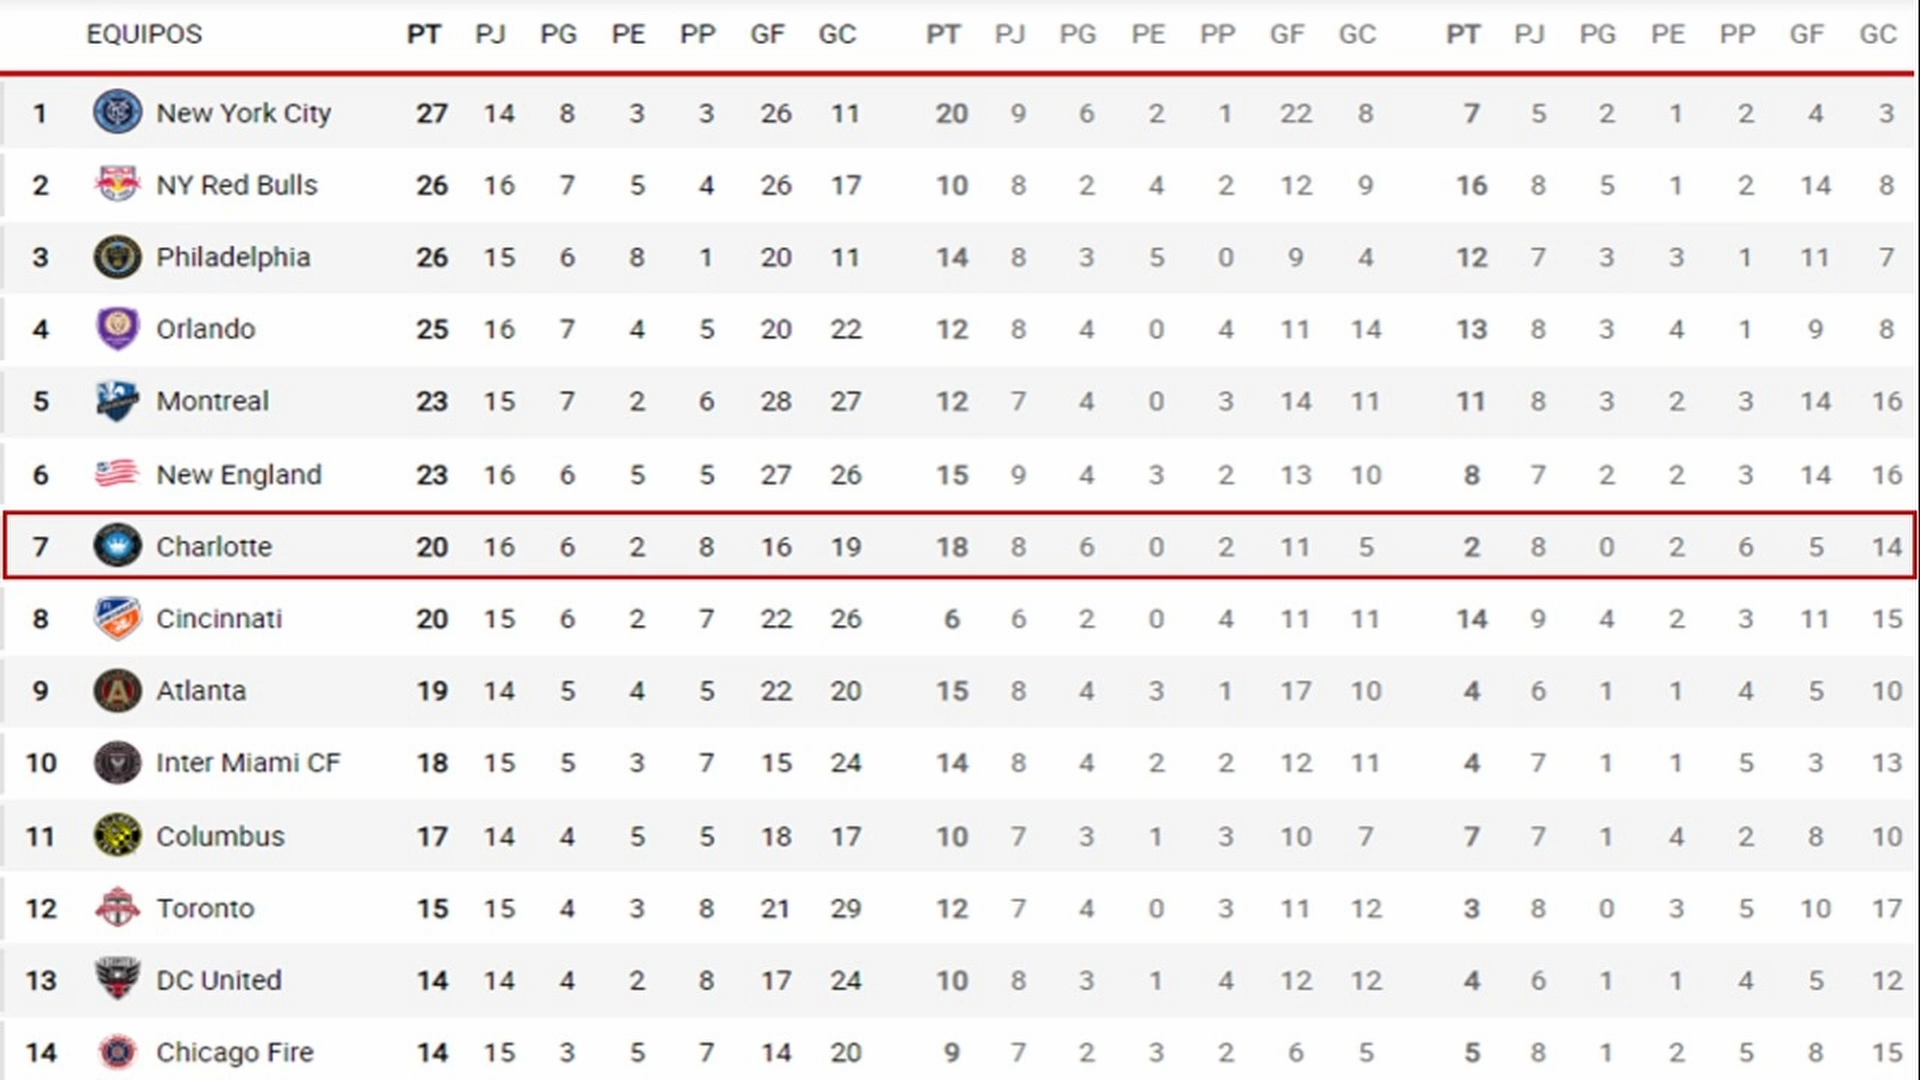 EQUIPOS PT PJ PG PE PP GF GC PT PJ PG PE PP GF GC PT PJ PG PE PP GF GC
1 New York City 27 14 8 3 3 26 11 20 9 6 2 1 22 8 7 5 2 1 2 4 3
2 NY Red Bulls 26 16 7 5 4 26 17 10 8 2 4 2 12 9 16 8 5 1 2 14 8
3 Philadelphia 26 15 6 8 1 20 11 14 8 3 5 0 9 4 12 7 3 3 1 11 7
4 Orlando 25 16 7 4 5 20 22 12 8 4 0 4 11 14 13 8 3 4 1 9 8
5 Montreal 23 15 7 2 6 28 27 12 7 4 0 3 14 11 11 8 3 2 3 14 16
6 New England 23 16 6 5 5 27 26 15 9 4 3 2 13 10 8 7 2 2 3 14 16
7 Charlotte 20 16 6 2 8 16 19 18 8 6 0 2 11 5 2 8 0 2 6 5 14
8 Cincinnati 20 15 6 2 7 22 26 6 6 2 0 4 11 11 14 9 4 2 3 11 15
9 Atlanta 19 14 5 4 5 22 20 15 8 4 3 1 17 10 4 6 1 1 4 5 10
10 Inter Miami CF 18 15 5 3 7 15 24 14 8 4 2 2 12 11 4 7 1 1 5 3 13
11 Columbus 17 14 4 5 5 18 17 10 7 3 1 3 10 7 7 7 1 4 2 8 10
12 Toronto 15 15 4 3 8 21 29 12 7 4 0 3 11 12 3 8 0 3 5 10 17
13 DC United 14 14 4 2 8 17 24 10 8 3 1 4 12 12 4 6 1 1 4 5 12
14 Chicago Fire 14 15 3 5 7 14 20 9 7 2 3 2 6 5 5 8 1 2 5 8 15